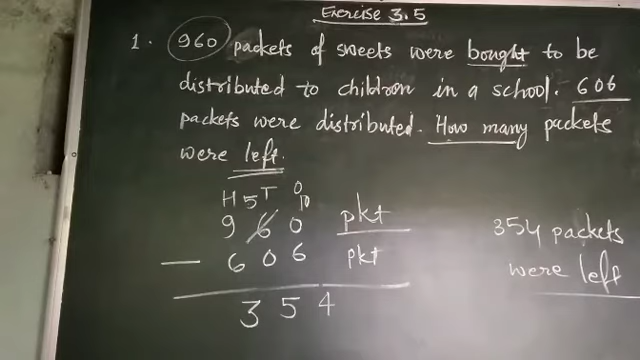 Exercise 3.5
1. 960 packets of sweets were bought to be
distributed to children in a school. 606
packets were distributed. How many packets
were left.
H 5 T 0 10
9 6 0 pkt
- 6 0 6 pkt
3 5 4
354 packets
were left